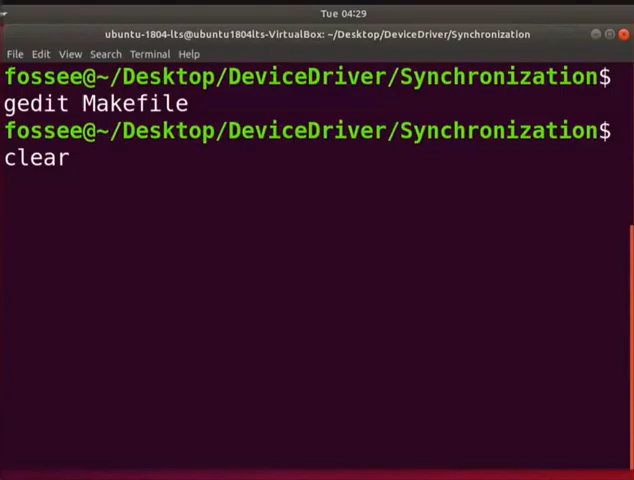 Tue 04:29
ubuntu-1804-lts@ubuntu1804lts-VirtualBox: ~/Desktop/DeviceDriver/Synchronization
File Edit View Search Terminal Help
fossee@~/Desktop/DeviceDriver/Synchronization$
gedit Makefile
fossee@~/Desktop/DeviceDriver/Synchronization$
clear